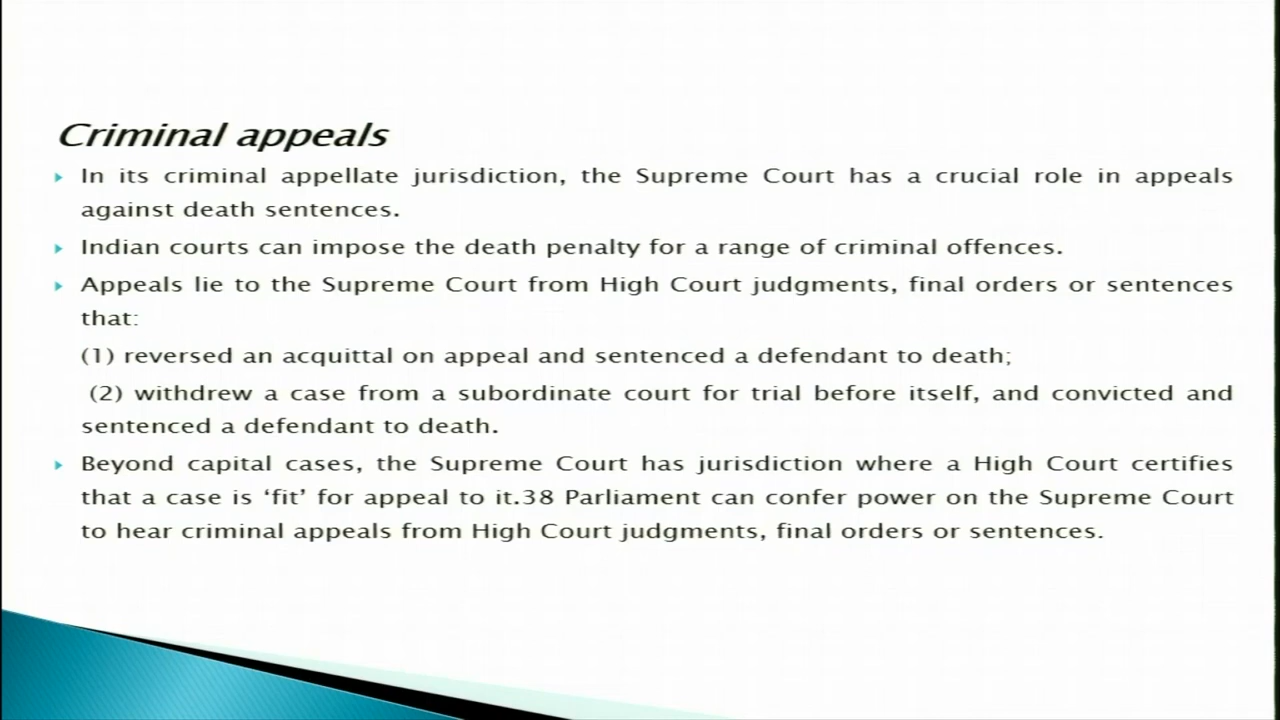 Criminal appeals
In its criminal appellate jurisdiction, the Supreme Court has a crucial role in appeals
against death sentences.
Indian courts can impose the death penalty for a range of criminal offences.
Appeals lie to the Supreme Court from High Court judgments, final orders or sentences
that:
(1) reversed an acquittal on appeal and sentenced a defendant to death;
(2) withdrew a case from a subordinate court for trial before itself, and convicted and
sentenced a defendant to death.
Beyond capital cases, the Supreme Court has jurisdiction where a High Court certifies
that a case is ‘fit’ for appeal to it.38 Parliament can confer power on the Supreme Court
to hear criminal appeals from High Court judgments, final orders or sentences.